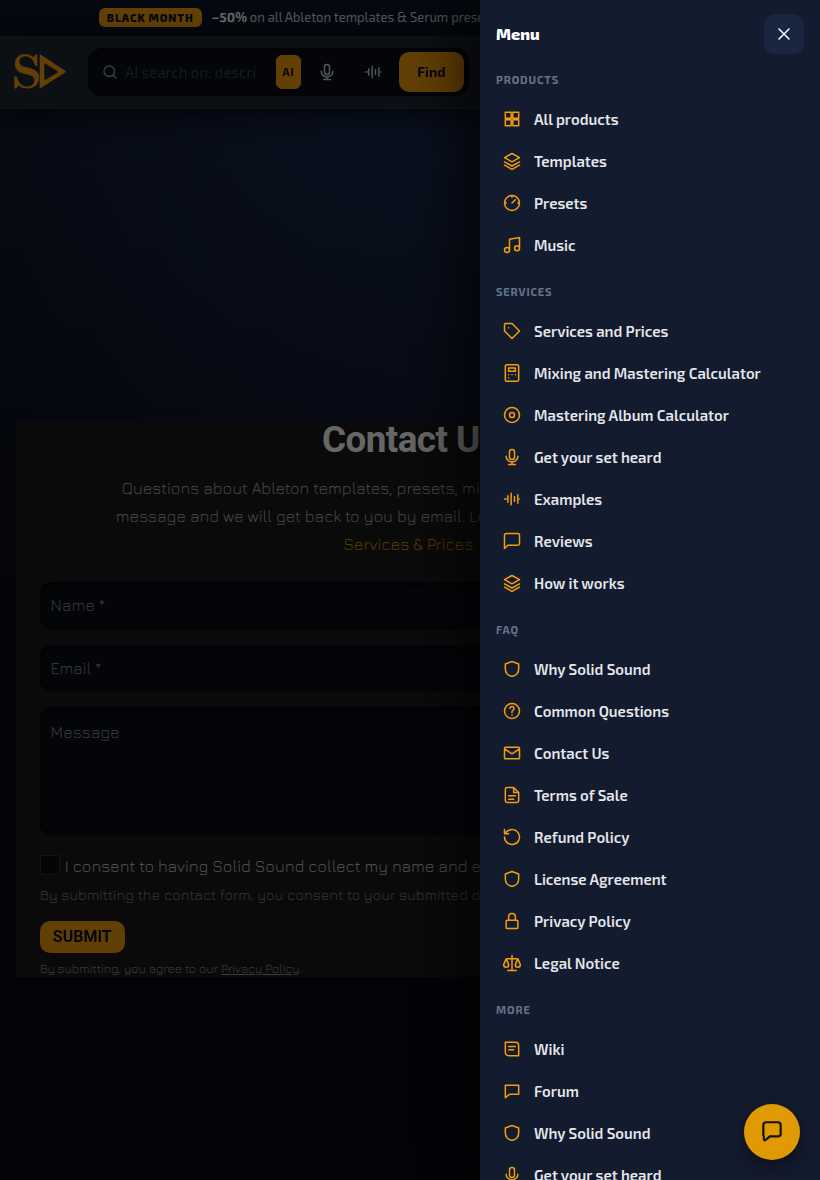 BLACK MONTH −50% on all Ableton templates & Serum prese
Menu
AI search on: descri
AI
Find
PRODUCTS
All products
Templates
Presets
Music
SERVICES
Services and Prices
Mixing and Mastering Calculator
Mastering Album Calculator
Get your set heard
Examples
Reviews
How it works
FAQ
Why Solid Sound
Common Questions
Contact Us
Terms of Sale
Refund Policy
License Agreement
Privacy Policy
Legal Notice
MORE
Wiki
Forum
Why Solid Sound
Get your set heard
Contact U
Questions about Ableton templates, presets, mi
message and we will get back to you by email. L
Services & Prices
Name *
Email *
Message
I consent to having Solid Sound collect my name and e
By submitting the contact form, you consent to your submitted d
SUBMIT
By submitting, you agree to our Privacy Policy.